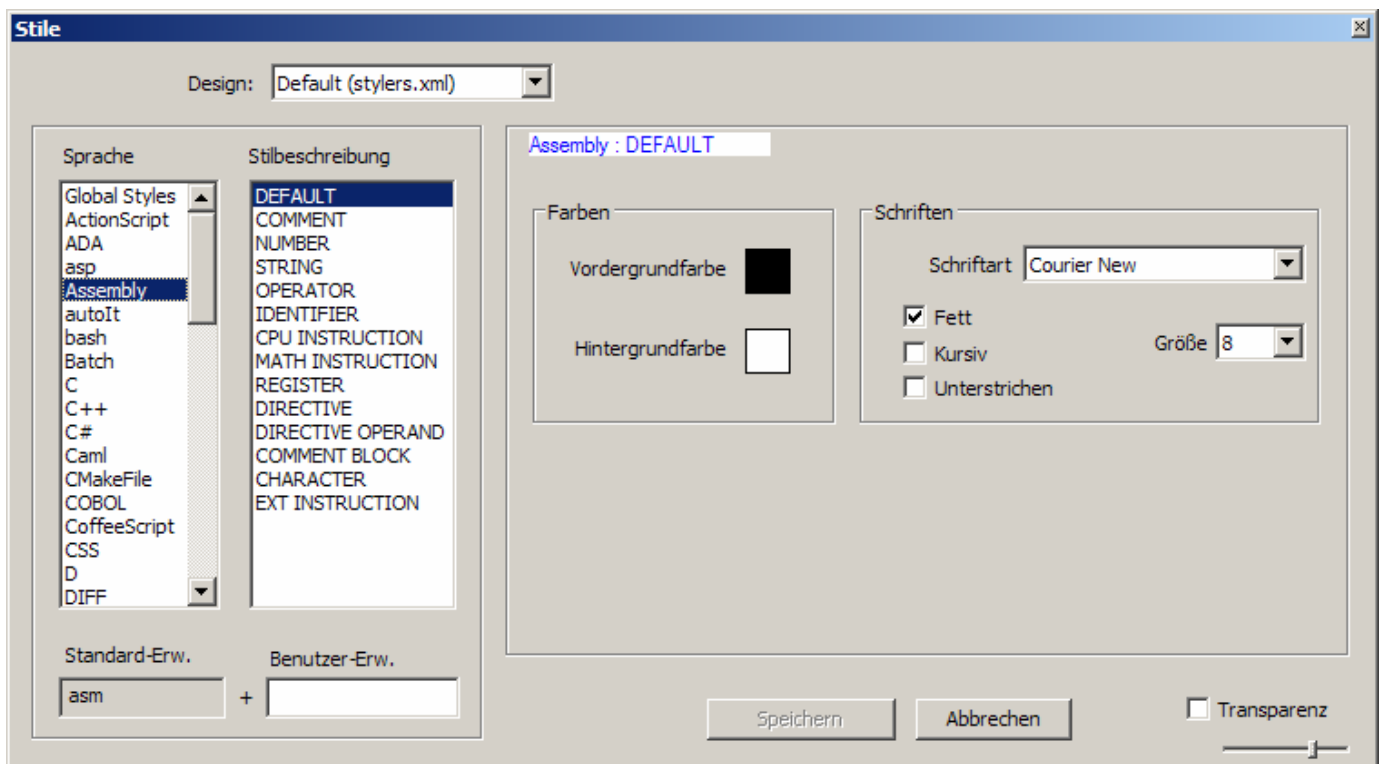 Stile
Design: Default (stylers.xml)
Sprache
Global Styles
ActionScript
ADA
asp
Assembly
autoIt
bash
Batch
C
C++
C#
Caml
CMakeFile
COBOL
CoffeeScript
CSS
D
DIFF
Stilbeschreibung
DEFAULT
COMMENT
NUMBER
STRING
OPERATOR
IDENTIFIER
CPU INSTRUCTION
MATH INSTRUCTION
REGISTER
DIRECTIVE
DIRECTIVE OPERAND
COMMENT BLOCK
CHARACTER
EXT INSTRUCTION
Standard-Erw.
asm
+
Benutzer-Erw.
Assembly : DEFAULT
Farben
Vordergrundfarbe
Hintergrundfarbe
Schriften
Schriftart Courier New
Fett
Kursiv
Unterstrichen
Größe 8
Speichern
Abbrechen
Transparenz